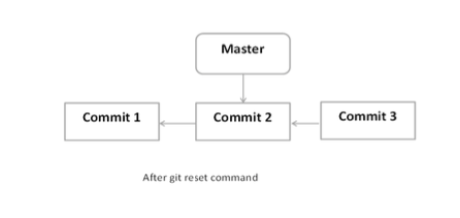 Master
Commit 1
Commit 2
Commit 3
After git reset command